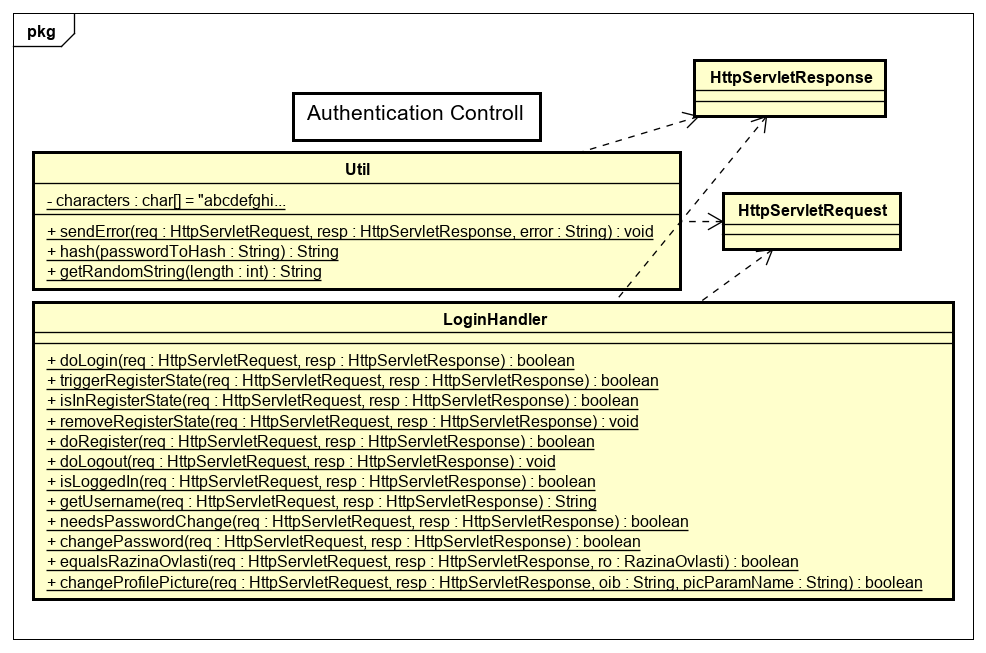 pkg
HttpServletResponse
Authentication Controll
Util
- characters : char[] = "abcdefghi...
HttpServletRequest
+ sendError(req : HttpServletRequest, resp : HttpServletResponse, error : String) : void
+ hash(passwordToHash : String) : String
+ getRandomString(length : int) : String
LoginHandler
+ doLogin(req : HttpServletRequest, resp : HttpServletResponse) : boolean
+ triggerRegisterState(req : HttpServletRequest, resp : HttpServletResponse) : boolean
+ isInRegisterState(req : HttpServletRequest, resp : HttpServletResponse) : boolean
+ removeRegisterState(req : HttpServletRequest, resp : HttpServletResponse) : void
+ doRegister(req : HttpServletRequest, resp : HttpServletResponse) : boolean
+ doLogout(req : HttpServletRequest, resp : HttpServletResponse) : void
+ isLoggedIn(req : HttpServletRequest, resp : HttpServletResponse) : boolean
+ getUsername(req : HttpServletRequest, resp : HttpServletResponse) : String
+ needsPasswordChange(req : HttpServletRequest, resp : HttpServletResponse) : boolean
+ changePassword(req : HttpServletRequest, resp : HttpServletResponse) : boolean
+ equalsRazinaOvlasti(req : HttpServletRequest, resp : HttpServletResponse, ro : RazinaOvlasti) : boolean
+ changeProfilePicture(req : HttpServletRequest, resp : HttpServletResponse, oib : String, picParamName : String) : boolean